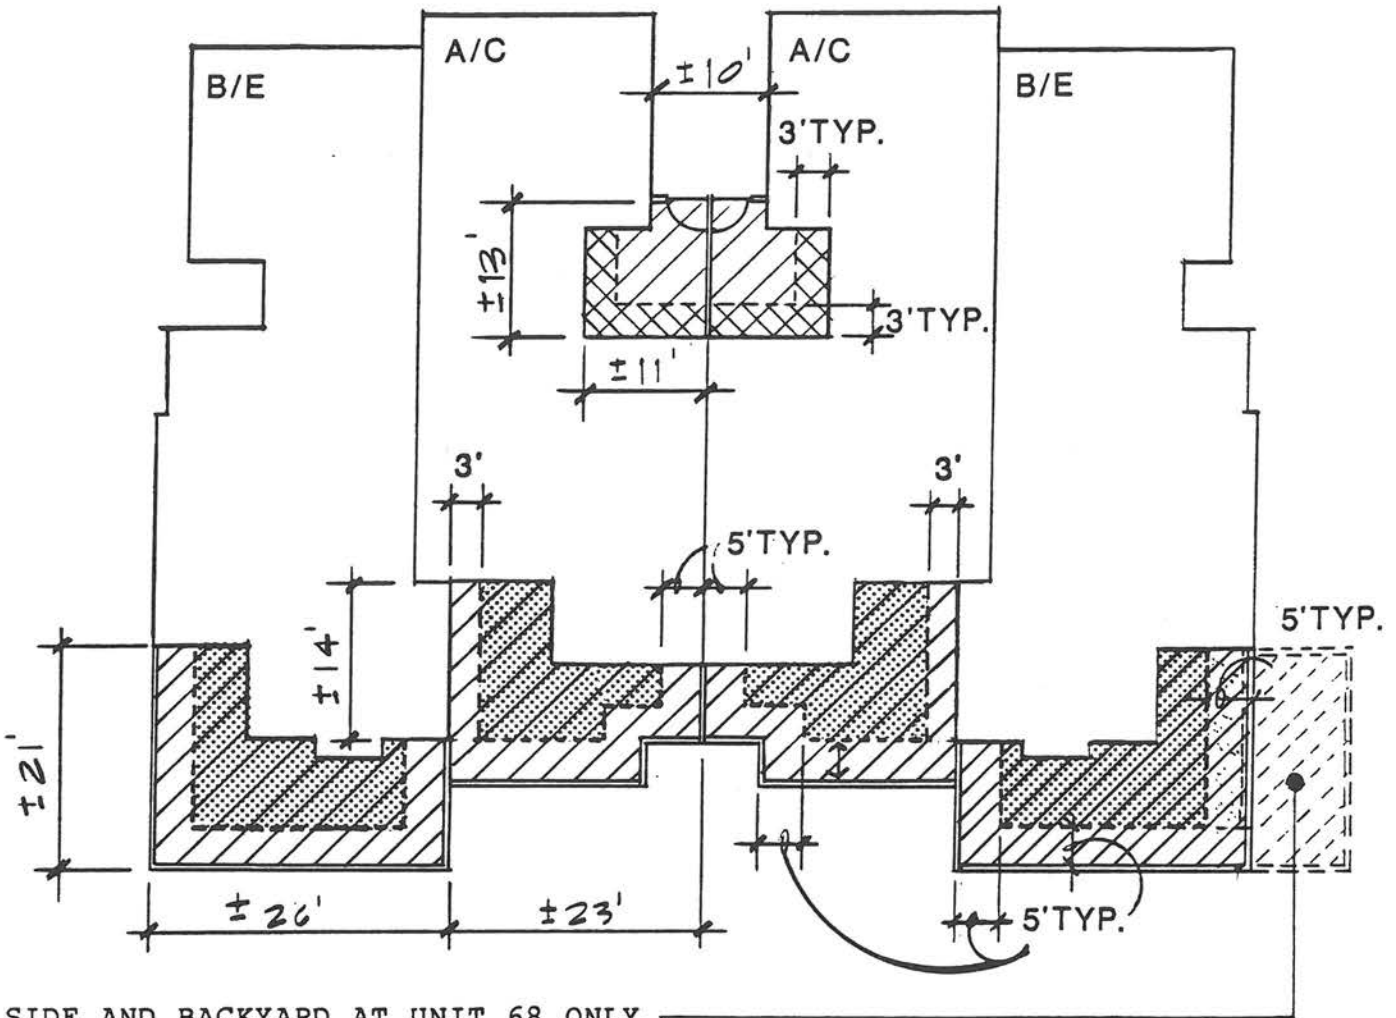 A/C
A/C
B/E
±10'
B/E
3'TYP.
±13'
3'TYP.
±11'
3'
3'
5'TYP.
5'TYP.
±14'
±21'
±26'
±23'
5'TYP.
SIDE AND BACKYARD AT UNIT 68 ONLY